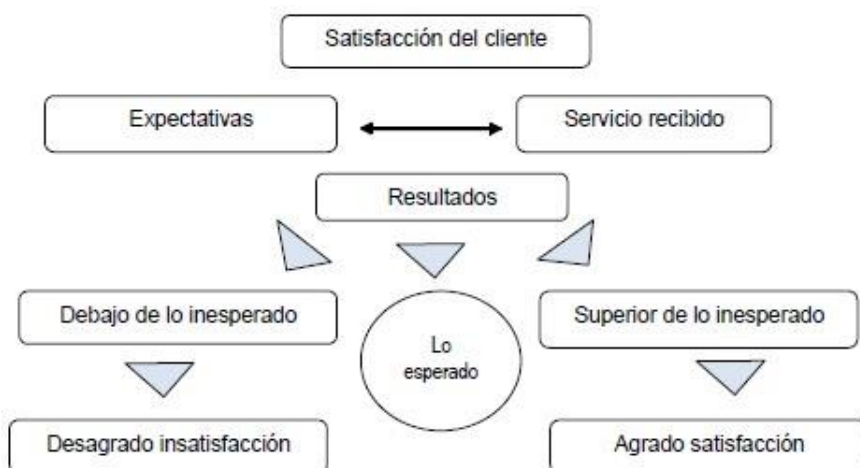 Satisfacción del cliente
Expectativas
Servicio recibido
Resultados
Debajo de lo inesperado
Superior de lo inesperado
Lo
esperado
Desagrado insatisfacción
Agrado satisfacción